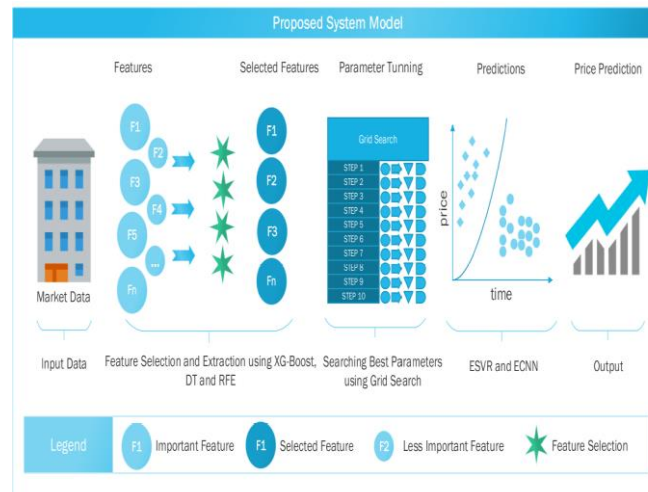 Proposed System Model
Features
Selected Features
Parameter Tunning
Predictions
Price Prediction
F1
F2
F3
F4
F5
...
Fn
F1
F2
F3
Fn
Grid Search
STEP 1
STEP 2
STEP 3
STEP 4
STEP 5
STEP 6
STEP 7
STEP 8
STEP 9
STEP 10
price
time
Market Data
Input Data
Feature Selection and Extraction using XG-Boost,
DT and RFE
Searching Best Parameters
using Grid Search
ESVR and ECNN
Output
Legend
F1
Important Feature
F1
Selected Feature
F2
Less Important Feature
Feature Selection